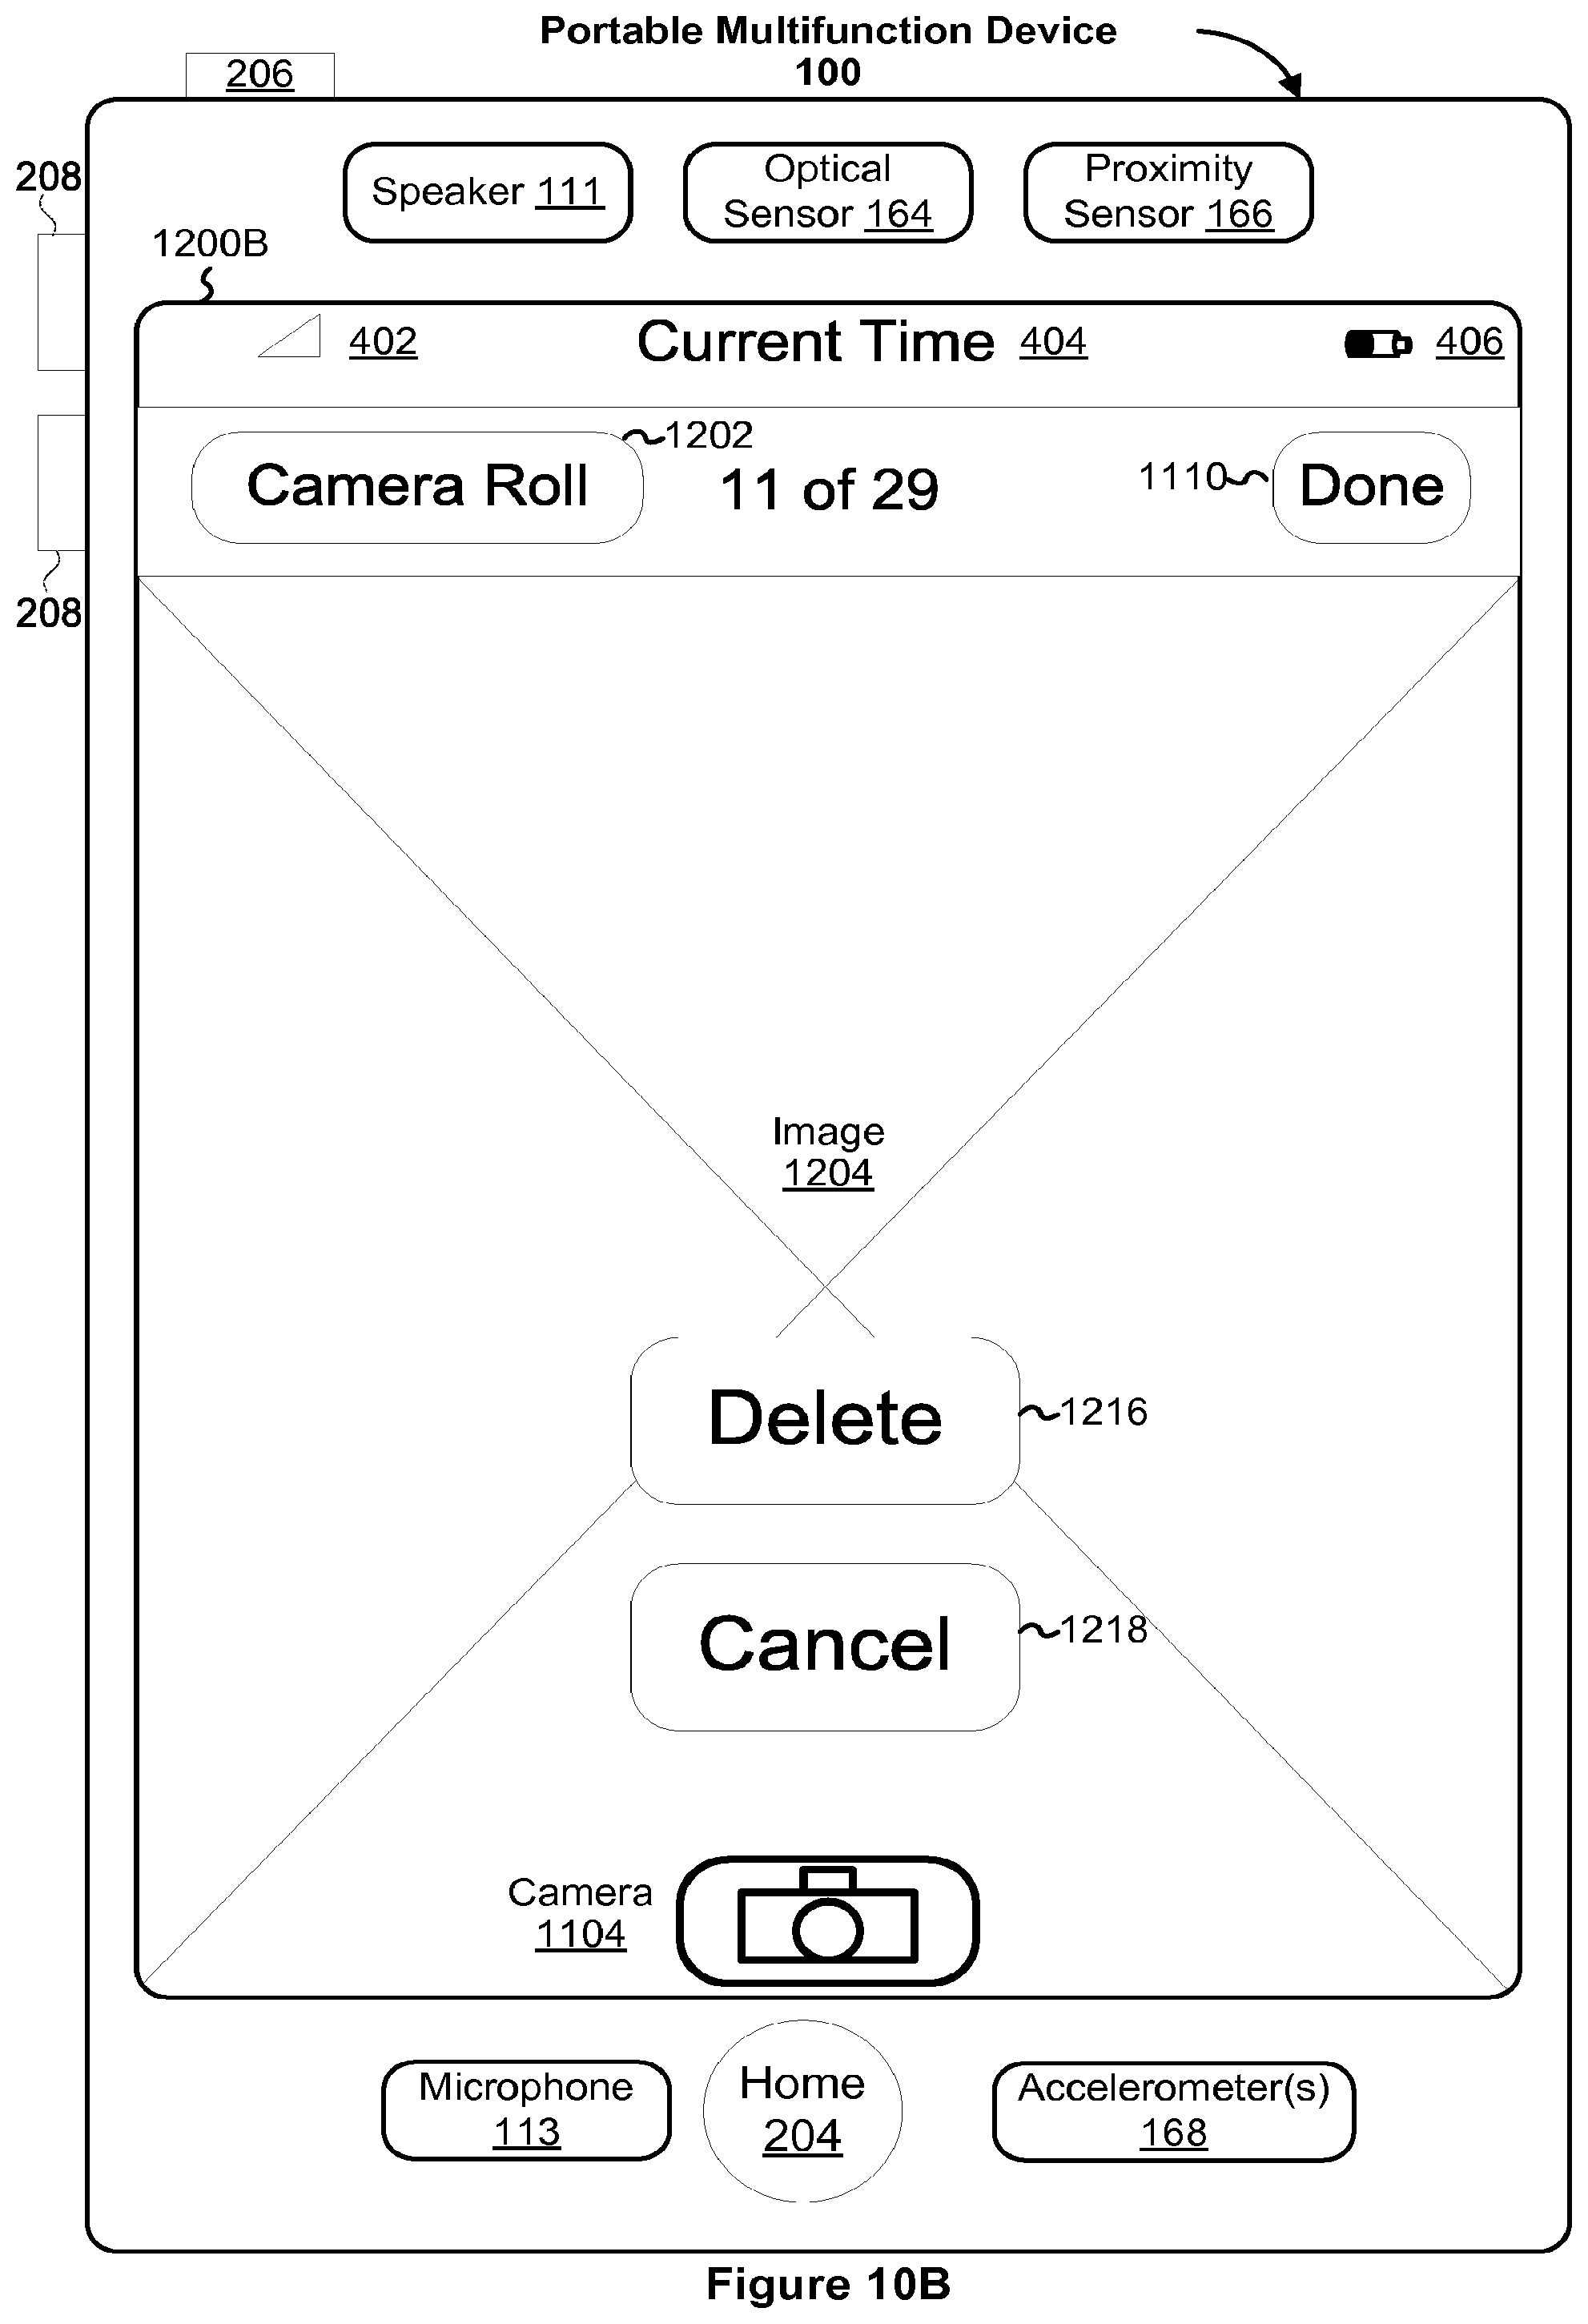 Portable Multifunction Device
100
206
208
Speaker 111
Optical
Sensor 164
Proximity
Sensor 166
1200B
402
Current Time 404
406
Camera Roll
1202
11 of 29
1110
Done
208
Image
1204
Delete
1216
Cancel
1218
Camera
1104
Microphone
113
Home
204
Accelerometer(s)
168
Figure 10B